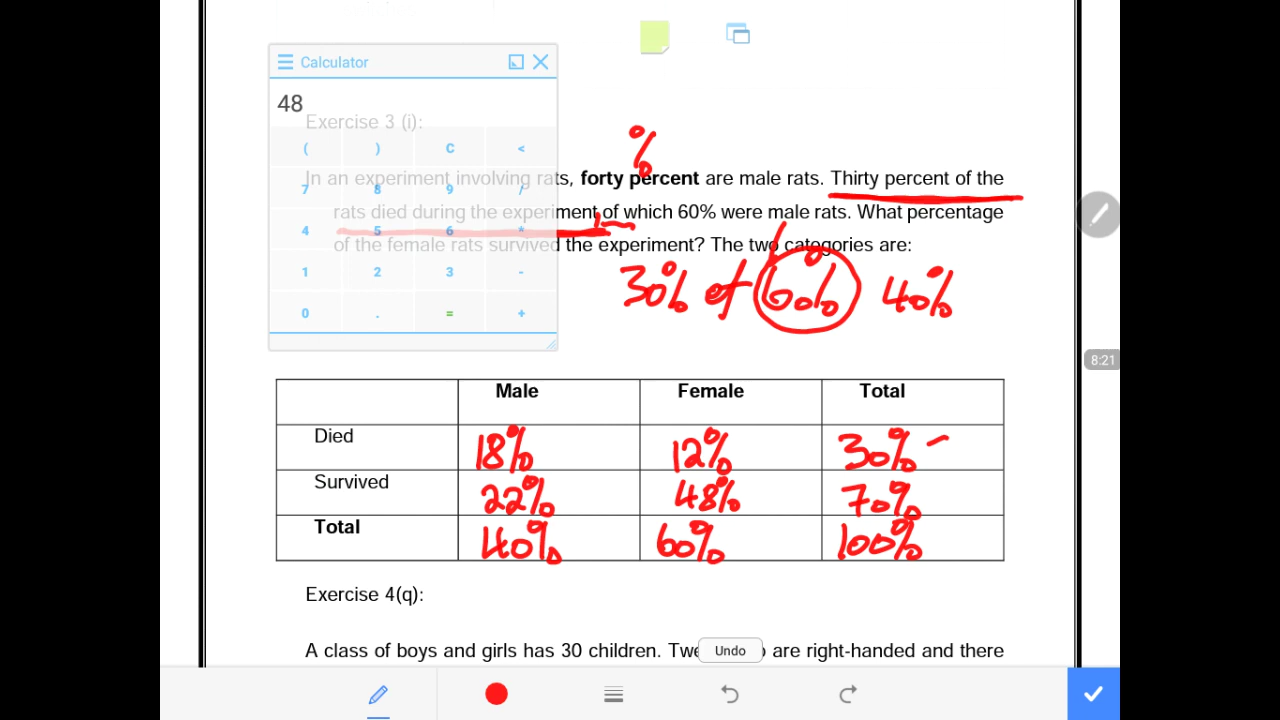 Calculator
48
Exercise 3 (i):
( ) C <
%
In an experiment involving rats, forty percent are male rats. Thirty percent of the
7 8 9 /
rats died during the experiment of which 60% were male rats. What percentage
4 5 6 *
of the female rats survived the experiment? The two categories are:
1 2 3 -
30% of 60% 40%
0 . = +
8:21
Male Female Total
Died 18% 12% 30%
Survived 22% 48% 70%
Total 40% 60% 100%
Exercise 4(q):
A class of boys and girls has 30 children. are right-handed and there
Undo